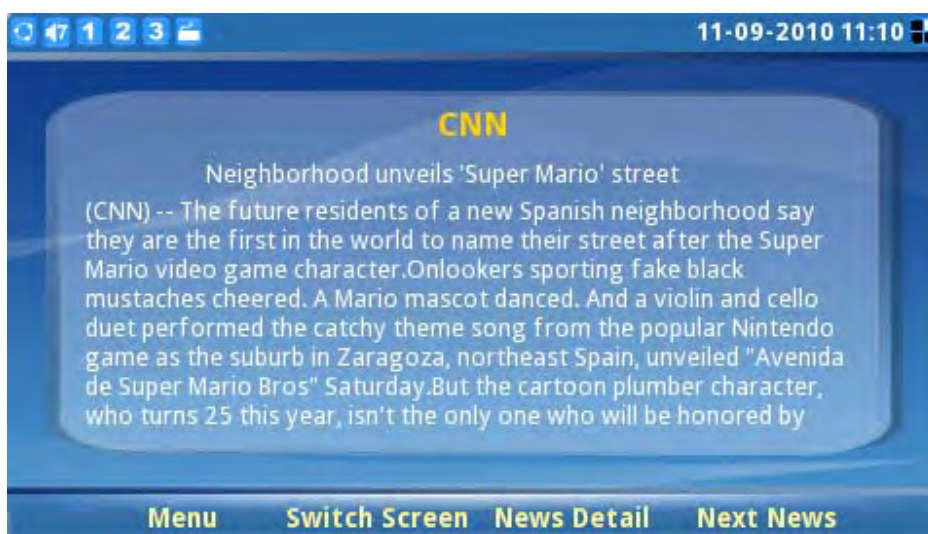 47 1 2 3 11-09-2010 11:10
CNN
Neighborhood unveils 'Super Mario' street
(CNN) -- The future residents of a new Spanish neighborhood say
they are the first in the world to name their street after the Super
Mario video game character.Onlookers sporting fake black
mustaches cheered. A Mario mascot danced. And a violin and cello
duet performed the catchy theme song from the popular Nintendo
game as the suburb in Zaragoza, northeast Spain, unveiled "Avenida
de Super Mario Bros" Saturday.But the cartoon plumber character,
who turns 25 this year, isn't the only one who will be honored by
Menu Switch Screen News Detail Next News